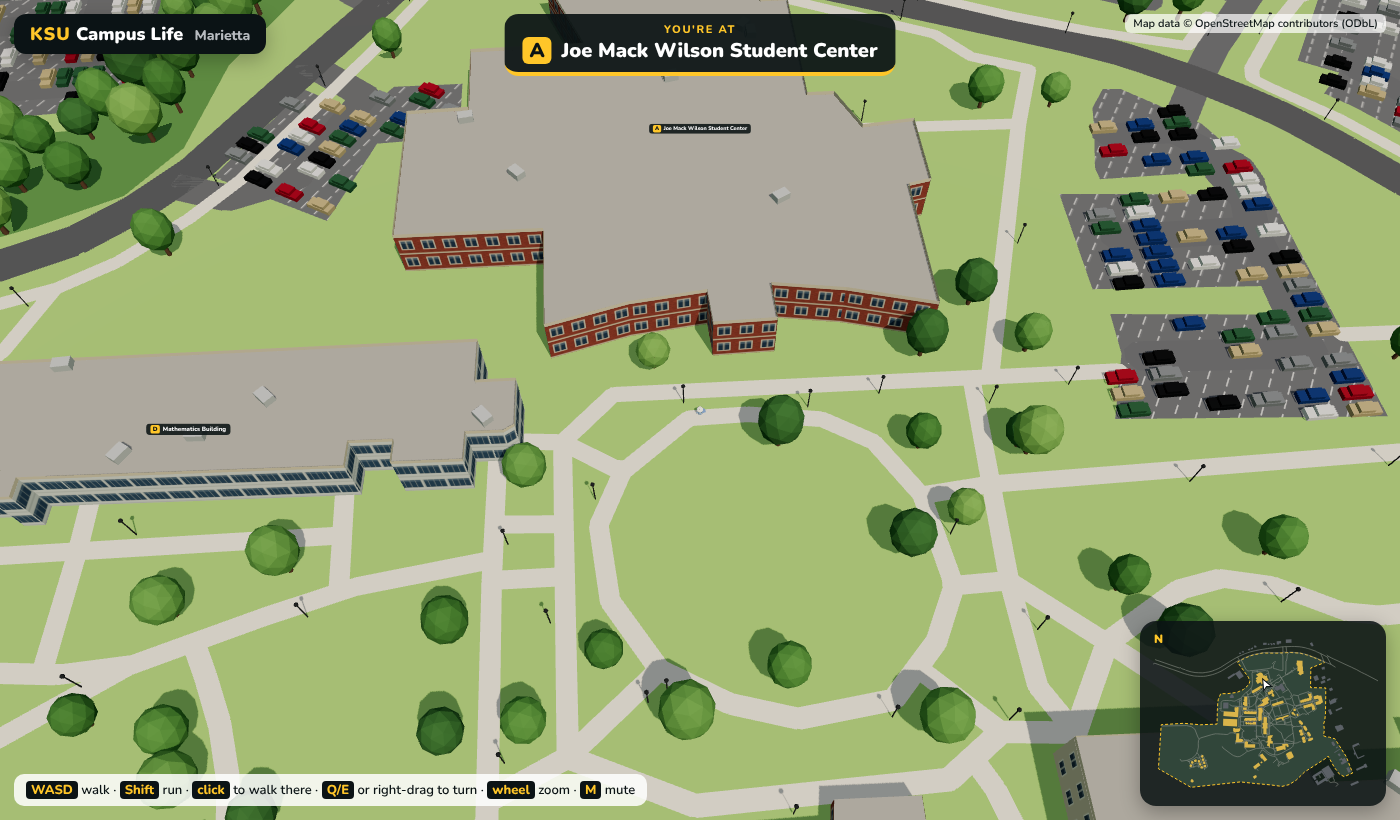 KSU Campus Life Marietta
YOU'RE AT
A Joe Mack Wilson Student Center
Map data © OpenStreetMap contributors (ODbL)
A Joe Mack Wilson Student Center
D Mathematics Building
N
WASD walk · Shift run · click to walk there · Q/E or right-drag to turn · wheel zoom · M mute